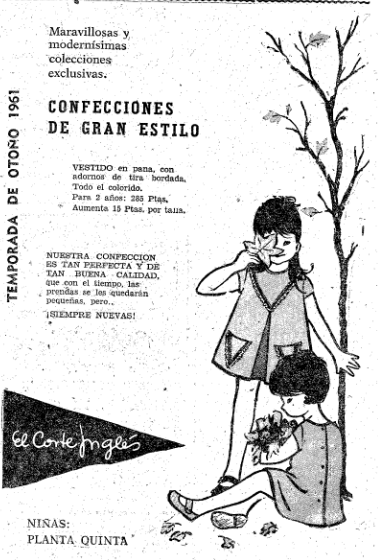 Maravillosas y
modernísimas
colecciones
exclusivas.
CONFECCIONES
DE GRAN ESTILO
TEMPORADA DE OTOÑO 1961
VESTIDO en pana, con
adornos de tira bordada.
Todo el colorido.
Para 2 años: 285 Ptas.
Aumenta 15 Ptas. por talla.
NUESTRA CONFECCION
ES TAN PERFECTA Y DE
TAN BUENA CALIDAD,
que con el tiempo, las
prendas se les quedarán
pequeñas, pero...
¡SIEMPRE NUEVAS!
El Corte Inglés
NIÑAS:
PLANTA QUINTA